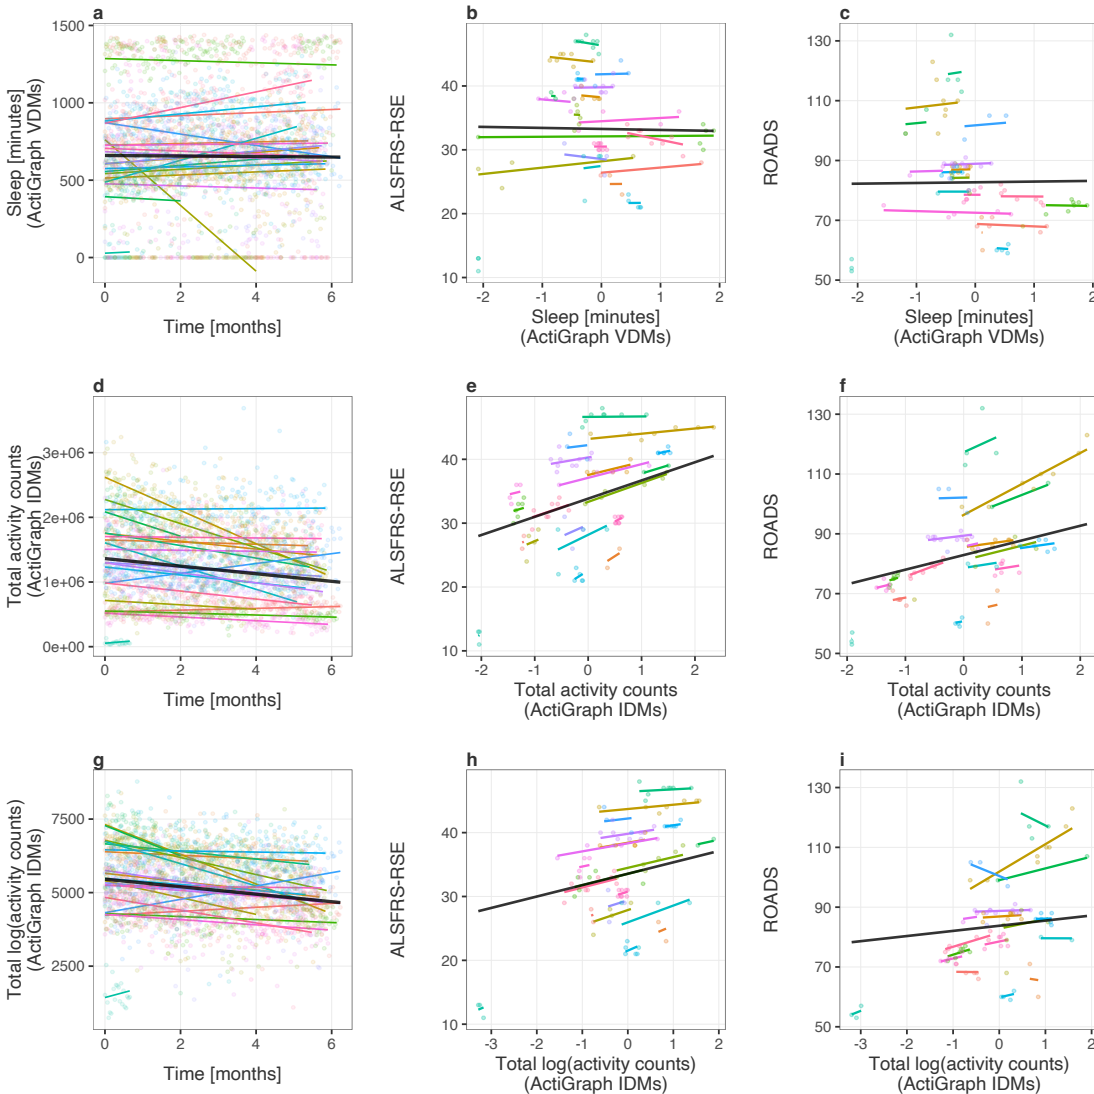 a
1500
1000
500
0
0
2
4
6
Sleep [minutes]
(ActiGraph VDMs)
Time [months]
b
40
30
20
10
-2
-1
0
1
2
ALSFRS-RSE
Sleep [minutes]
(ActiGraph VDMs)
c
130
110
90
70
50
-2
-1
0
1
2
ROADS
Sleep [minutes]
(ActiGraph VDMs)
d
3e+06
2e+06
1e+06
0e+00
0
2
4
6
Total activity counts
(ActiGraph IDMs)
Time [months]
e
40
30
20
10
-2
-1
0
1
2
ALSFRS-RSE
Total activity counts
(ActiGraph IDMs)
f
130
110
90
70
50
-2
-1
0
1
2
ROADS
Total activity counts
(ActiGraph IDMs)
g
7500
5000
2500
0
2
4
6
Total log(activity counts)
(ActiGraph IDMs)
Time [months]
h
40
30
20
10
-3
-2
-1
0
1
2
ALSFRS-RSE
Total log(activity counts)
(ActiGraph IDMs)
i
130
110
90
70
50
-3
-2
-1
0
1
2
ROADS
Total log(activity counts)
(ActiGraph IDMs)